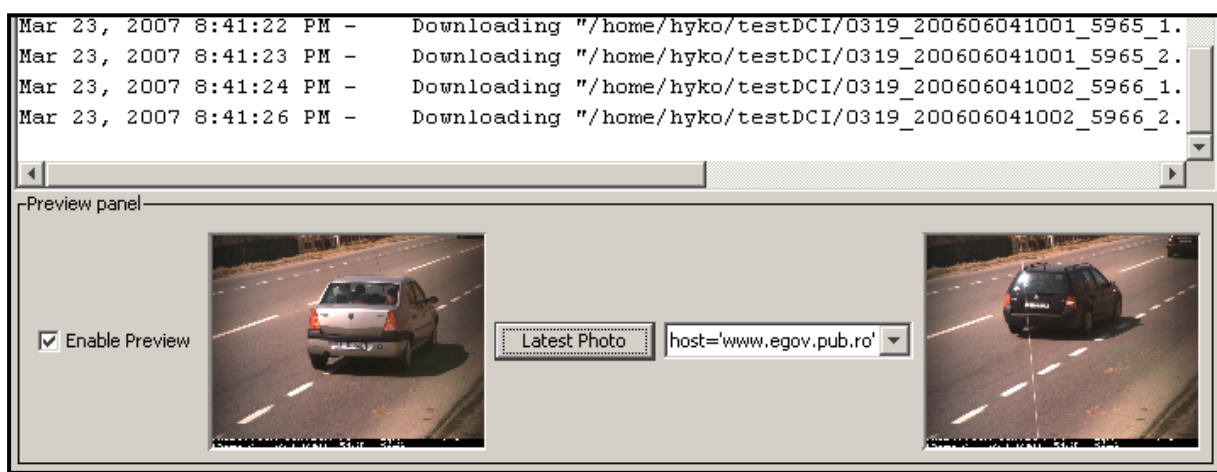 Mar 23, 2007 8:41:22 PM - Downloading "/home/hyko/testDCI/0319_200606041001_5965_1.
Mar 23, 2007 8:41:23 PM - Downloading "/home/hyko/testDCI/0319_200606041001_5965_2.
Mar 23, 2007 8:41:24 PM - Downloading "/home/hyko/testDCI/0319_200606041002_5966_1.
Mar 23, 2007 8:41:26 PM - Downloading "/home/hyko/testDCI/0319_200606041002_5966_2.
Preview panel
Enable Preview
Latest Photo
host='www.egov.pub.ro'